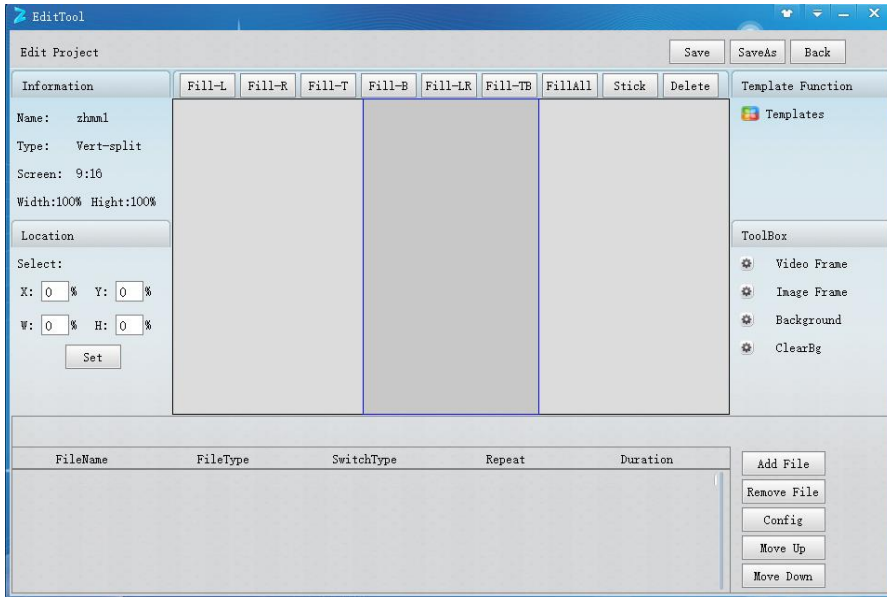 EditTool
Edit Project
Save
SaveAs
Back
Information
Fill-L
Fill-R
Fill-T
Fill-B
Fill-LR
Fill-TB
FillAll
Stick
Delete
Template Function
Name: zhmm1
Type: Vert-split
Screen: 9:16
Width:100% Hight:100%
Templates
Location
Select:
X: 0 % Y: 0 %
W: 0 % H: 0 %
Set
ToolBox
Video Frame
Image Frame
Background
ClearBg
FileName
FileType
SwitchType
Repeat
Duration
Add File
Remove File
Config
Move Up
Move Down